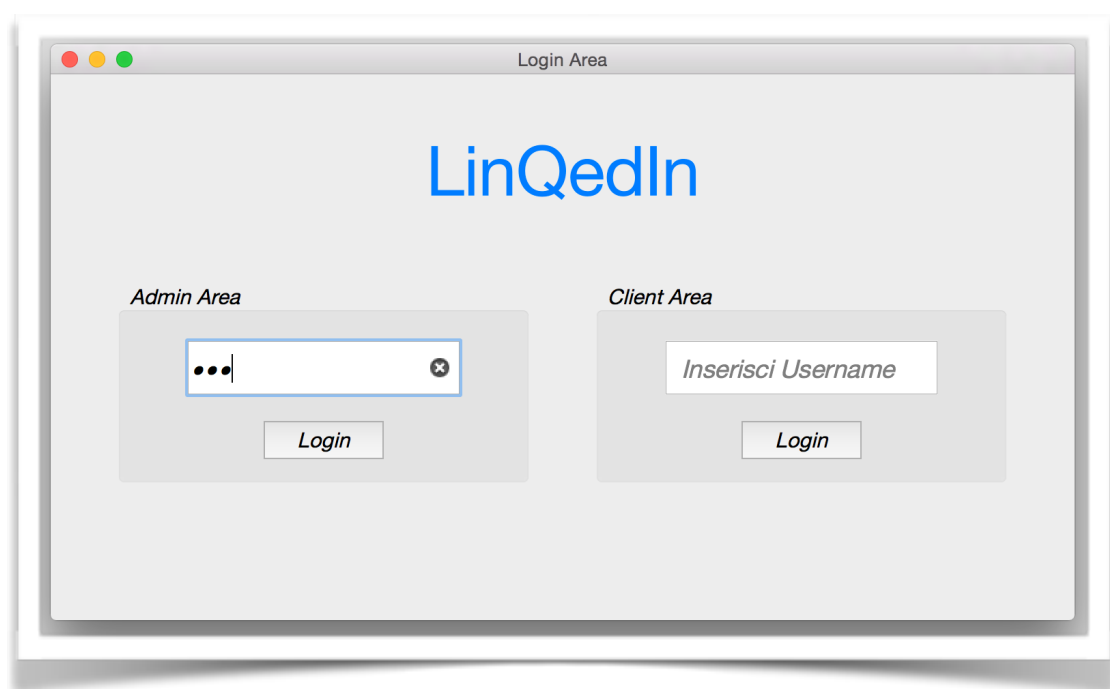 Login Area
LinQedIn
Admin Area
Client Area
•••
Inserisci Username
Login
Login